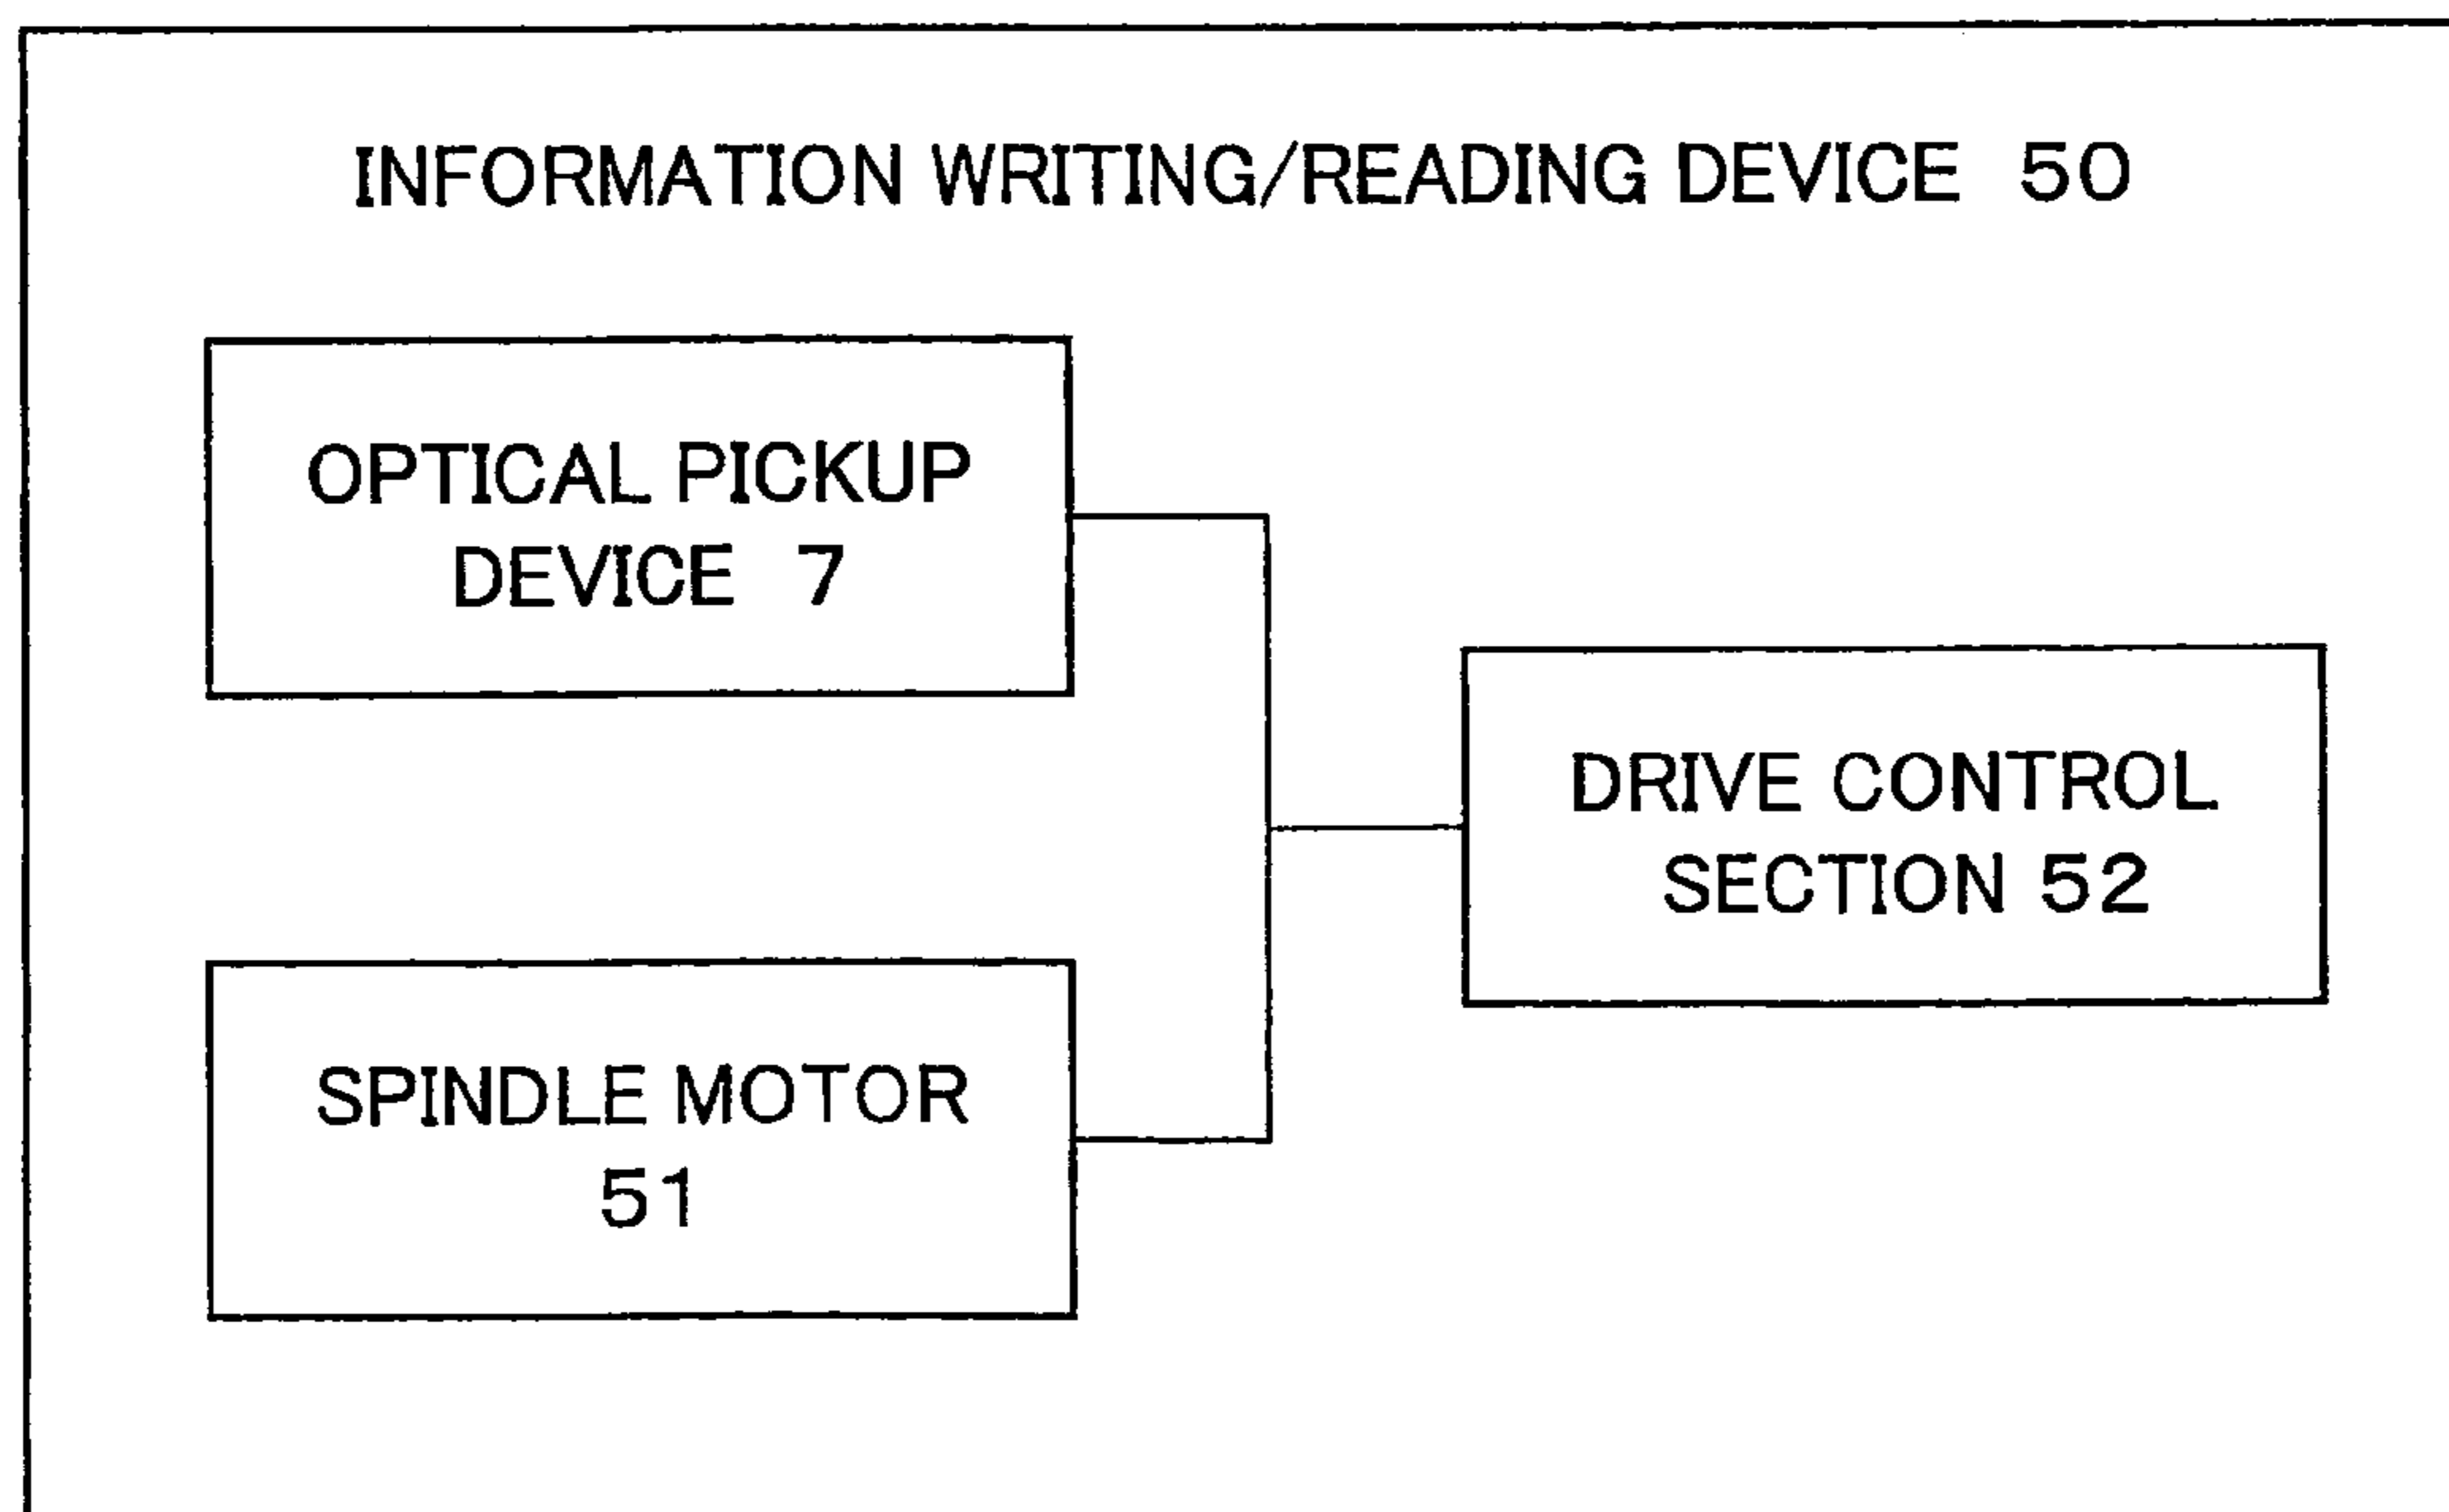 INFORMATION WRITING/READING DEVICE 50
OPTICAL PICKUP
DEVICE 7
DRIVE CONTROL
SECTION 52
SPINDLE MOTOR
51